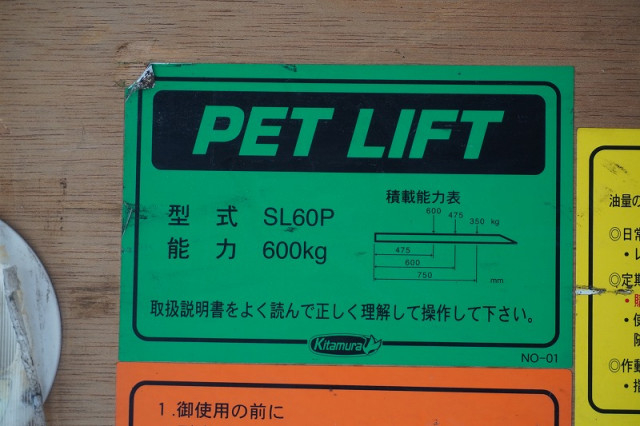 PET LIFT
型式 SL60P
能力 600kg
積載能力表
600 475 350 kg
475
600
750
mm
取扱説明書をよく読んで正しく理解して操作して下さい。
Kitamura
NO-01
1.御使用の前に
油量の
◎日常
◎定期
◎作動